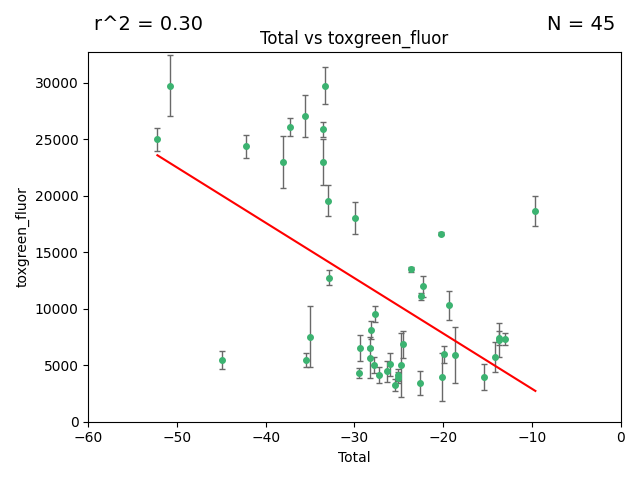 r^2 = 0.30
N = 45
Total vs toxgreen_fluor
toxgreen_fluor
30000
25000
20000
15000
10000
5000
0
−60
−50
−40
−30
−20
−10
0
Total